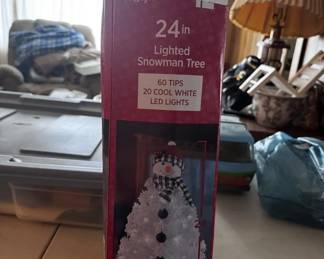 24in
Lighted
Snowman Tree
60 TIPS
20 COOL WHITE
LED LIGHTS